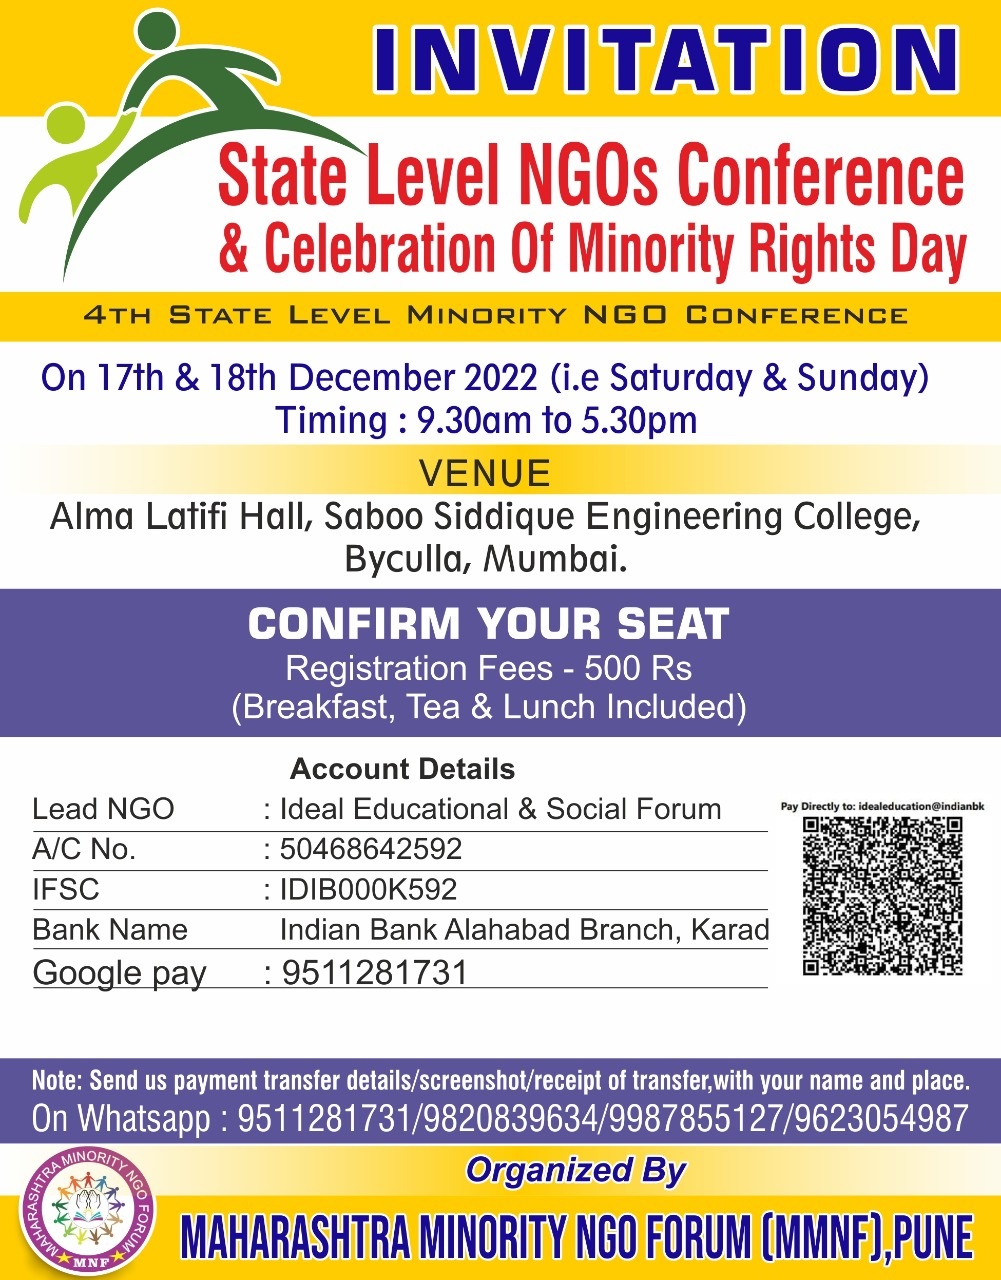 INVITATION
State Level NGOs Conference
& Celebration Of Minority Rights Day
4TH STATE LEVEL MINORITY NGO CONFERENCE
On 17th & 18th December 2022 (i.e Saturday & Sunday)
Timing : 9.30am to 5.30pm
VENUE
Alma Latifi Hall, Saboo Siddique Engineering College,
Byculla, Mumbai.
CONFIRM YOUR SEAT
Registration Fees - 500 Rs
(Breakfast, Tea & Lunch Included)
Account Details
Lead NGO : Ideal Educational & Social Forum
A/C No. : 50468642592
IFSC : IDIB000K592
Bank Name Indian Bank Alahabad Branch, Karad
Google pay : 9511281731
Pay Directly to: idealeducation@indianbk
Note: Send us payment transfer details/screenshot/receipt of transfer,with your name and place.
On Whatsapp : 9511281731/9820839634/9987855127/9623054987
Organized By
MAHARASHTRA MINORITY NGO FORUM (MMNF),PUNE
MAHARASHTRA MINORITY NGO FORUM
MNF